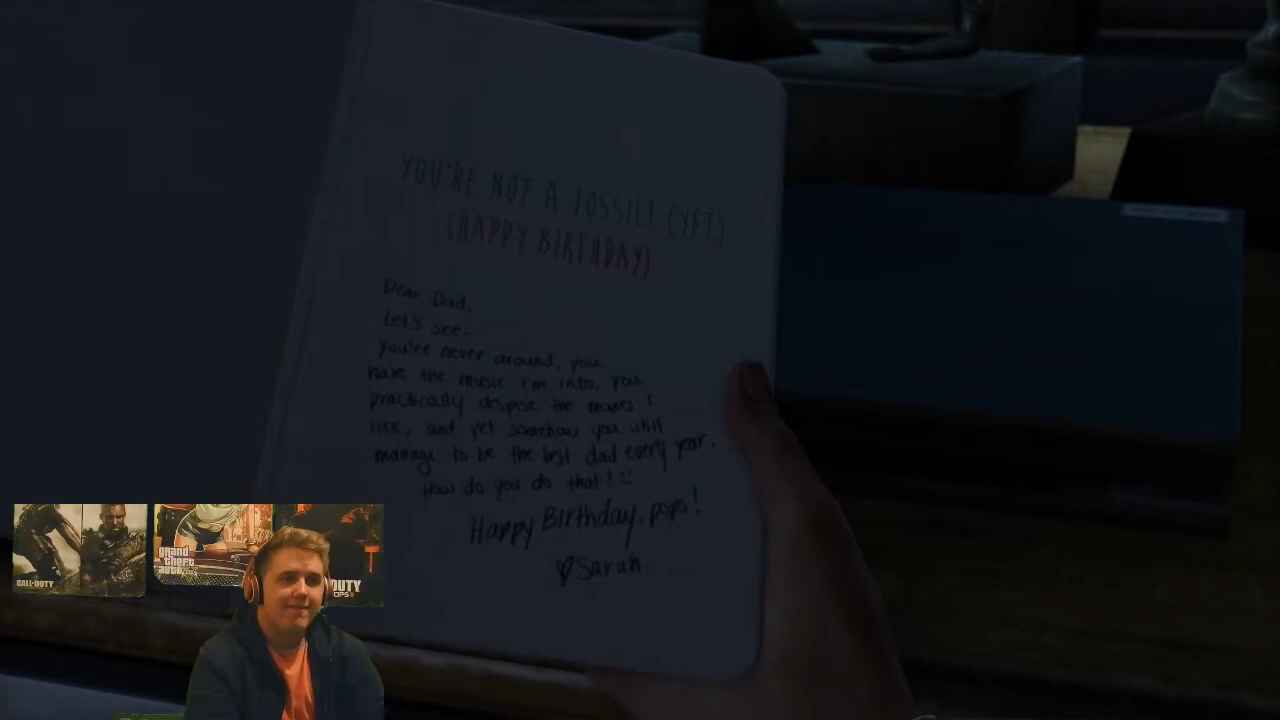 YOU'RE NOT A FOSSIL! (YET)
(HAPPY BIRTHDAY)
Dear Dad,
Let's see.
You're never around, you
hate the music I'm into, you
practically despise the movies I
like, and yet somehow you still
manage to be the best dad every year.
How do you do that?
Happy Birthday, pops!
Sarah.
CALL OF DUTY
grand
theft
auto
DUTY
OPS II